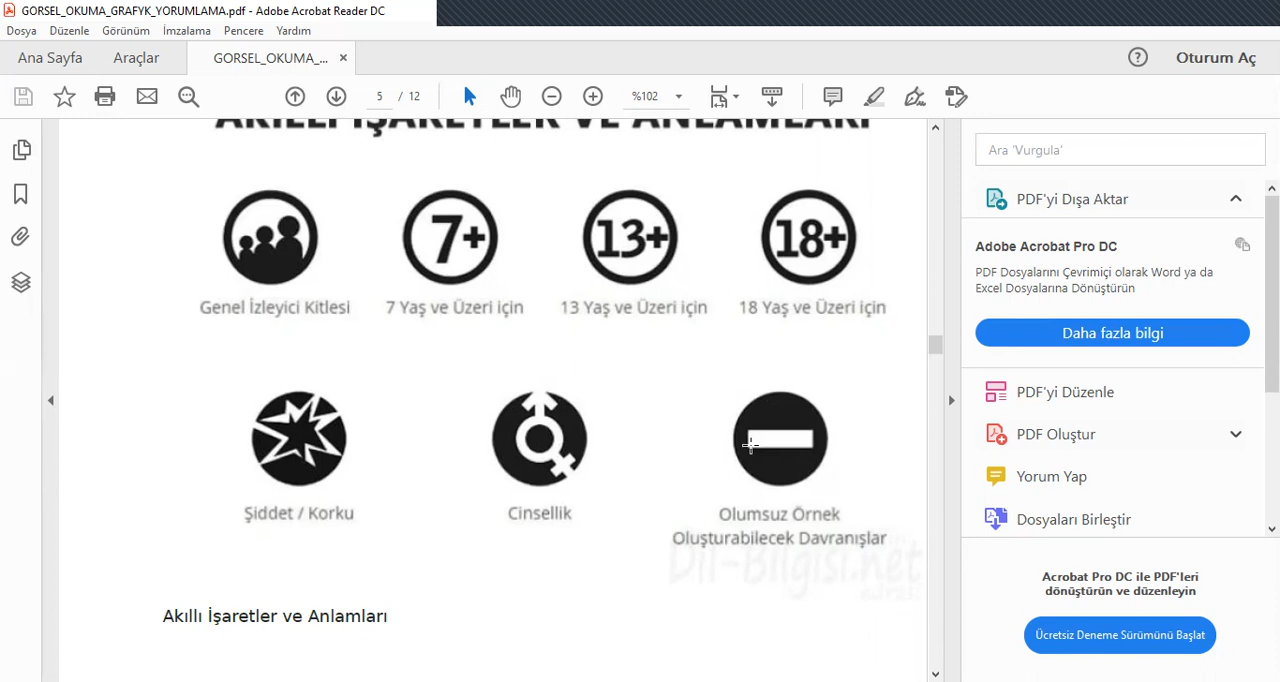 GORSEL_OKUMA_GRAFYK_YORUMLAMA.pdf - Adobe Acrobat Reader DC
Dosya Düzenle Görünüm İmzalama Pencere Yardım
Ana Sayfa Araçlar GORSEL_OKUMA_... × ? Oturum Aç
5 / 12 %102
AKILLI İŞARETLER VE ANLAMLARI
7+ 13+ 18+
Genel İzleyici Kitlesi 7 Yaş ve Üzeri için 13 Yaş ve Üzeri için 18 Yaş ve Üzeri için
Şiddet / Korku Cinsellik Olumsuz Örnek
Oluşturabilecek Davranışlar
Dil-Bilgisi.net
Akıllı İşaretler ve Anlamları
Ara 'Vurgula'
PDF'yi Dışa Aktar
Adobe Acrobat Pro DC
PDF Dosyalarını Çevrimiçi olarak Word ya da
Excel Dosyalarına Dönüştürün
Daha fazla bilgi
PDF'yi Düzenle
PDF Oluştur
Yorum Yap
Dosyaları Birleştir
Acrobat Pro DC ile PDF'leri
dönüştürün ve düzenleyin
Ücretsiz Deneme Sürümünü Başlat